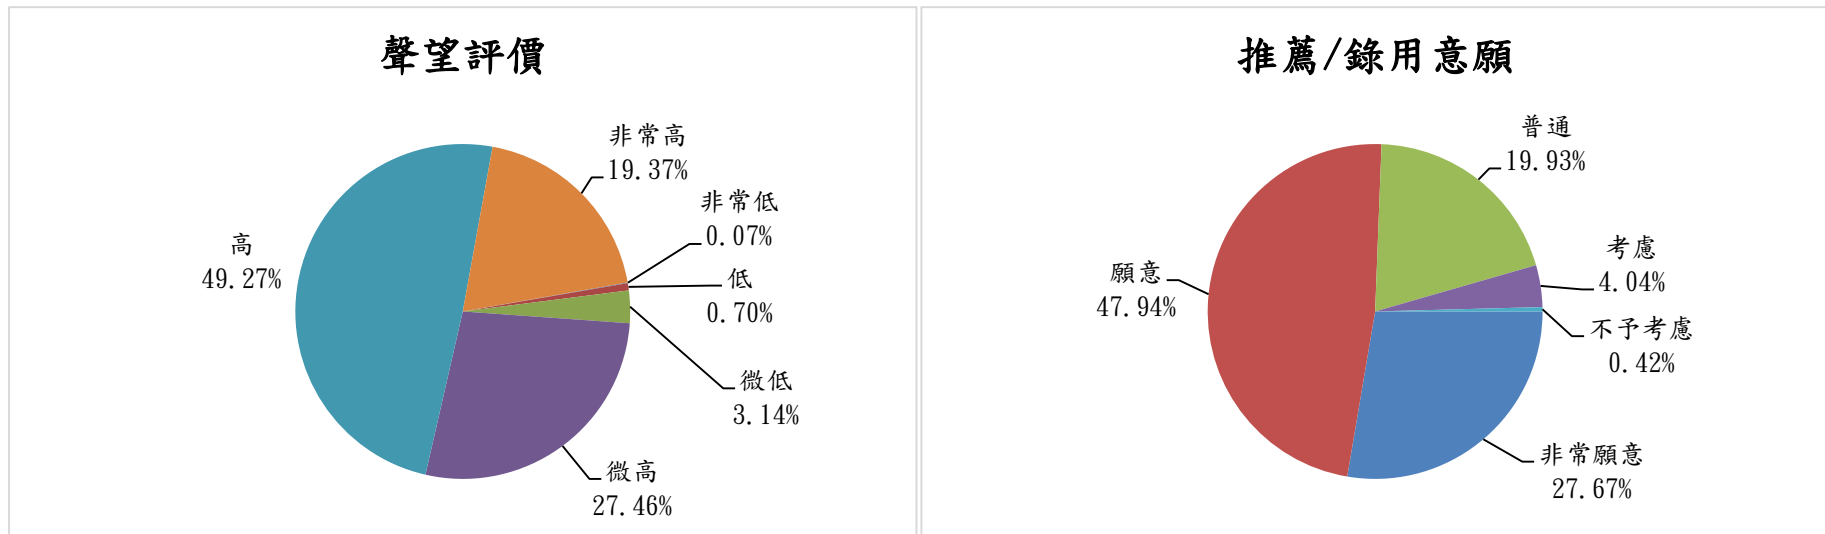 聲望評價
非常高
19.37%
非常低
0.07%
低
0.70%
微低
3.14%
微高
27.46%
高
49.27%
推薦/錄用意願
普通
19.93%
考慮
4.04%
不予考慮
0.42%
非常願意
27.67%
願意
47.94%